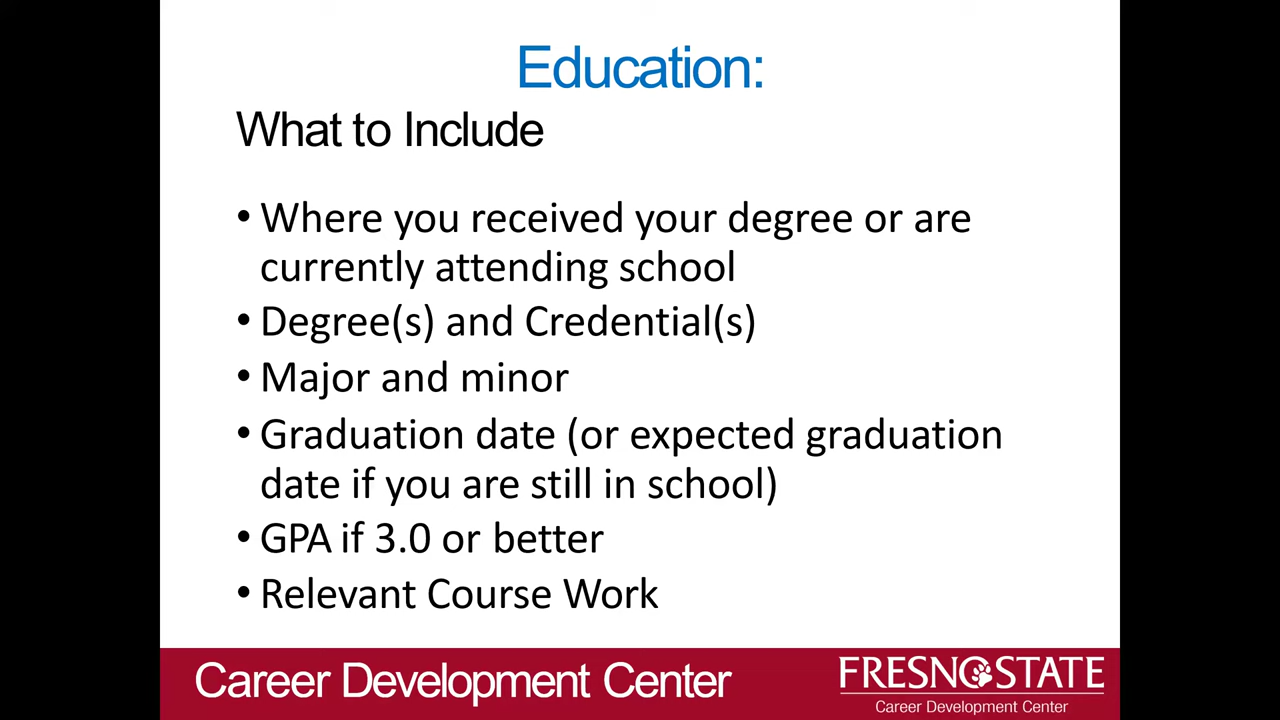 Education:
What to Include
• Where you received your degree or are
currently attending school
• Degree(s) and Credential(s)
• Major and minor
• Graduation date (or expected graduation
date if you are still in school)
• GPA if 3.0 or better
• Relevant Course Work
Career Development Center
FRESNO STATE
Career Development Center